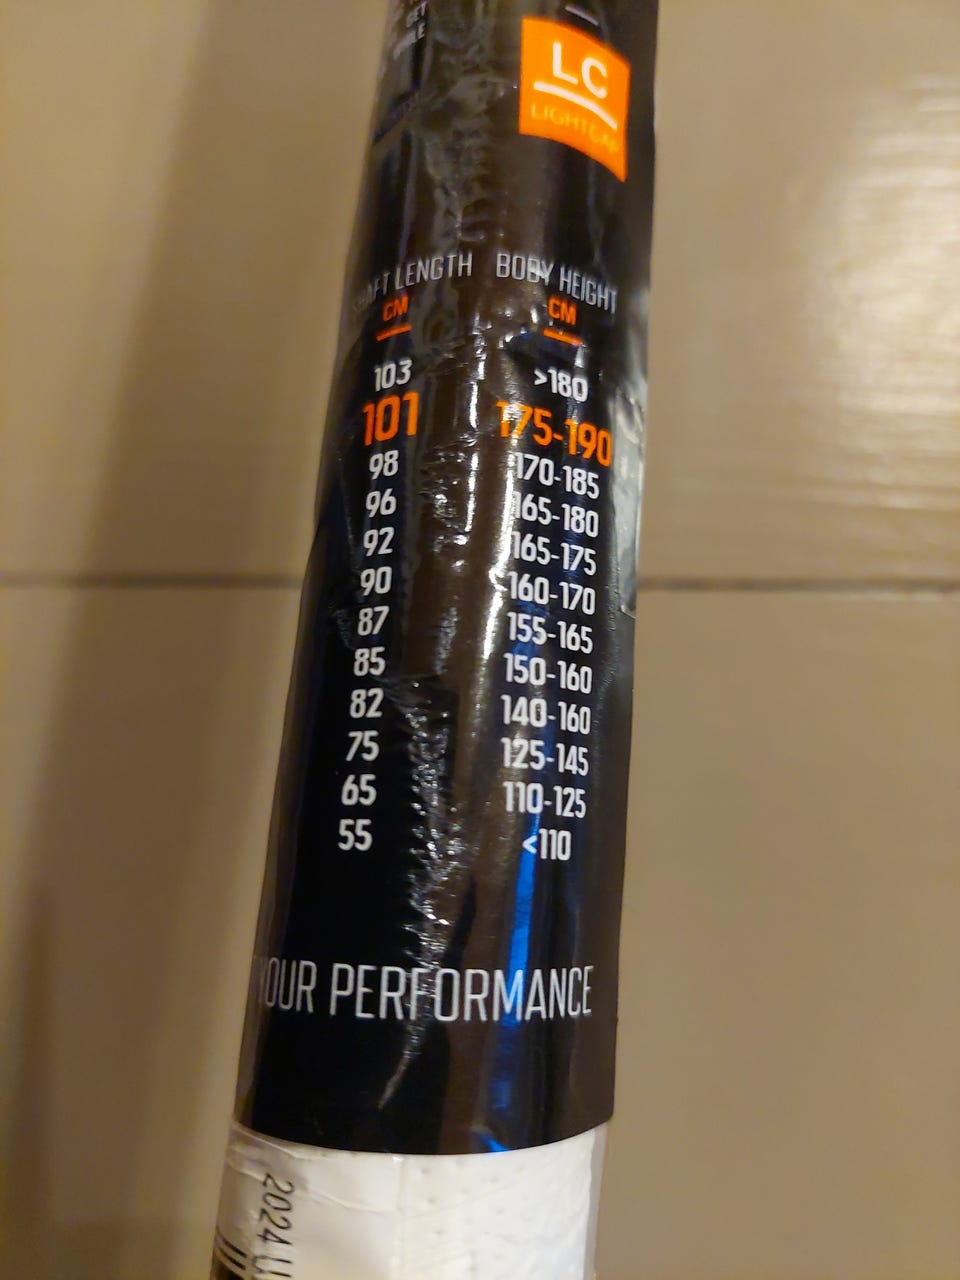 GET
LC
SHAFT LENGTH BODY HEIGHT
CM CM
103 >180
101 175-190
98 170-185
96 165-180
92 165-175
90 160-170
87 155-165
85 150-160
82 140-160
75 125-145
65 110-125
55 <110
YOUR PERFORMANCE
2024